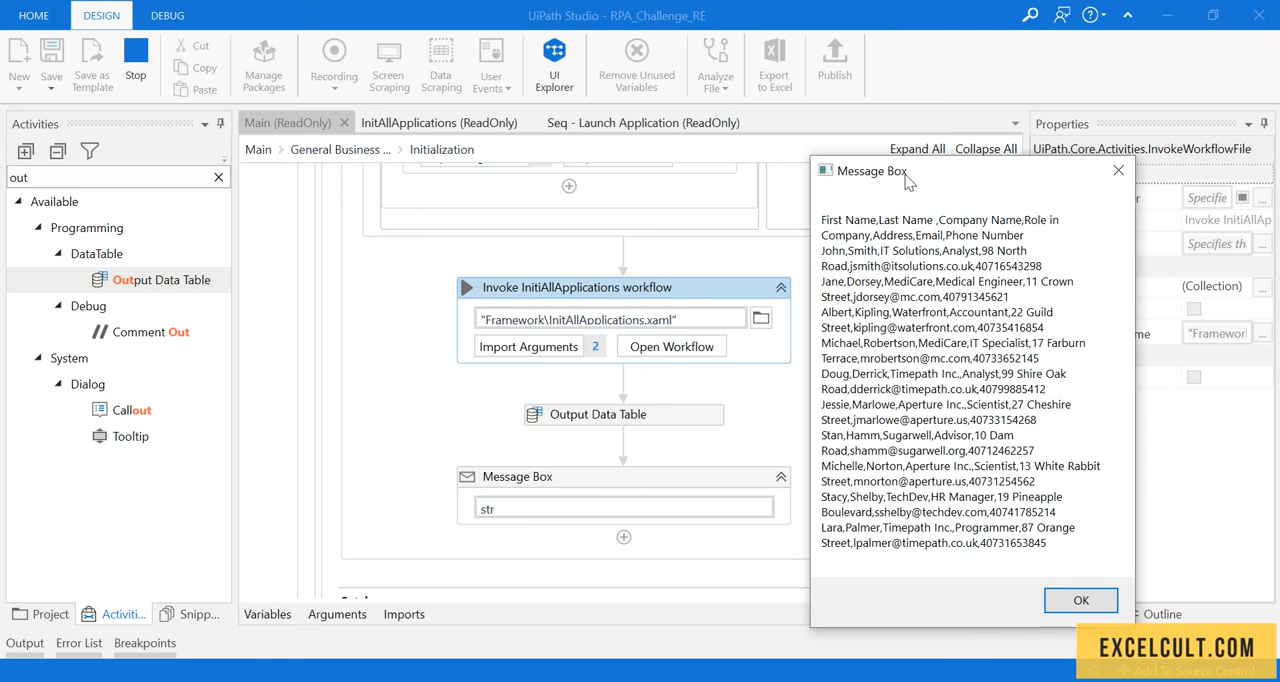 HOME
DESIGN
DEBUG
UiPath Studio - RPA_Challenge_RE
New
Save
Save as
Template
Stop
Cut
Copy
Paste
Manage
Packages
Recording
Screen
Scraping
Data
Scraping
User
Events
UI
Explorer
Remove Unused
Variables
Analyze
File
Export
to Excel
Publish
Activities
out
Available
Programming
DataTable
Output Data Table
Debug
Comment Out
System
Dialog
Callout
Tooltip
Project
Activiti...
Snipp...
Output
Error List
Breakpoints
Main (ReadOnly)
InitAllApplications (ReadOnly)
Seq - Launch Application (ReadOnly)
Main > General Business ... > Initialization
Expand All
Collapse All
Invoke InitiAllApplications workflow
"Framework\InitAllApplications.xaml"
Import Arguments 2
Open Workflow
Output Data Table
Message Box
str
Variables
Arguments
Imports
Properties
UiPath.Core.Activities.InvokeWorkflowFile
r
Specifie
...
Invoke InitiAllAp
Specifies th
...
(Collection)
...
me
"Framewor
...
Outline
Message Box
First Name,Last Name ,Company Name,Role in
Company,Address,Email,Phone Number
John,Smith,IT Solutions,Analyst,98 North
Road,jsmith@itsolutions.co.uk,40716543298
Jane,Dorsey,MediCare,Medical Engineer,11 Crown
Street,jdorsey@mc.com,40791345621
Albert,Kipling,Waterfront,Accountant,22 Guild
Street,kipling@waterfront.com,40735416854
Michael,Robertson,MediCare,IT Specialist,17 Farburn
Terrace,mrobertson@mc.com,40733652145
Doug,Derrick,Timepath Inc.,Analyst,99 Shire Oak
Road,dderrick@timepath.co.uk,40799885412
Jessie,Marlowe,Aperture Inc.,Scientist,27 Cheshire
Street,jmarlowe@aperture.us,40733154268
Stan,Hamm,Sugarwell,Advisor,10 Dam
Road,shamm@sugarwell.org,40712462257
Michelle,Norton,Aperture Inc.,Scientist,13 White Rabbit
Street,mnorton@aperture.us,40731254562
Stacy,Shelby,TechDev,HR Manager,19 Pineapple
Boulevard,sshelby@techdev.com,40741785214
Lara,Palmer,Timepath Inc.,Programmer,87 Orange
Street,lpalmer@timepath.co.uk,40731653845
OK
EXCELCULT.COM
Add To Source Control